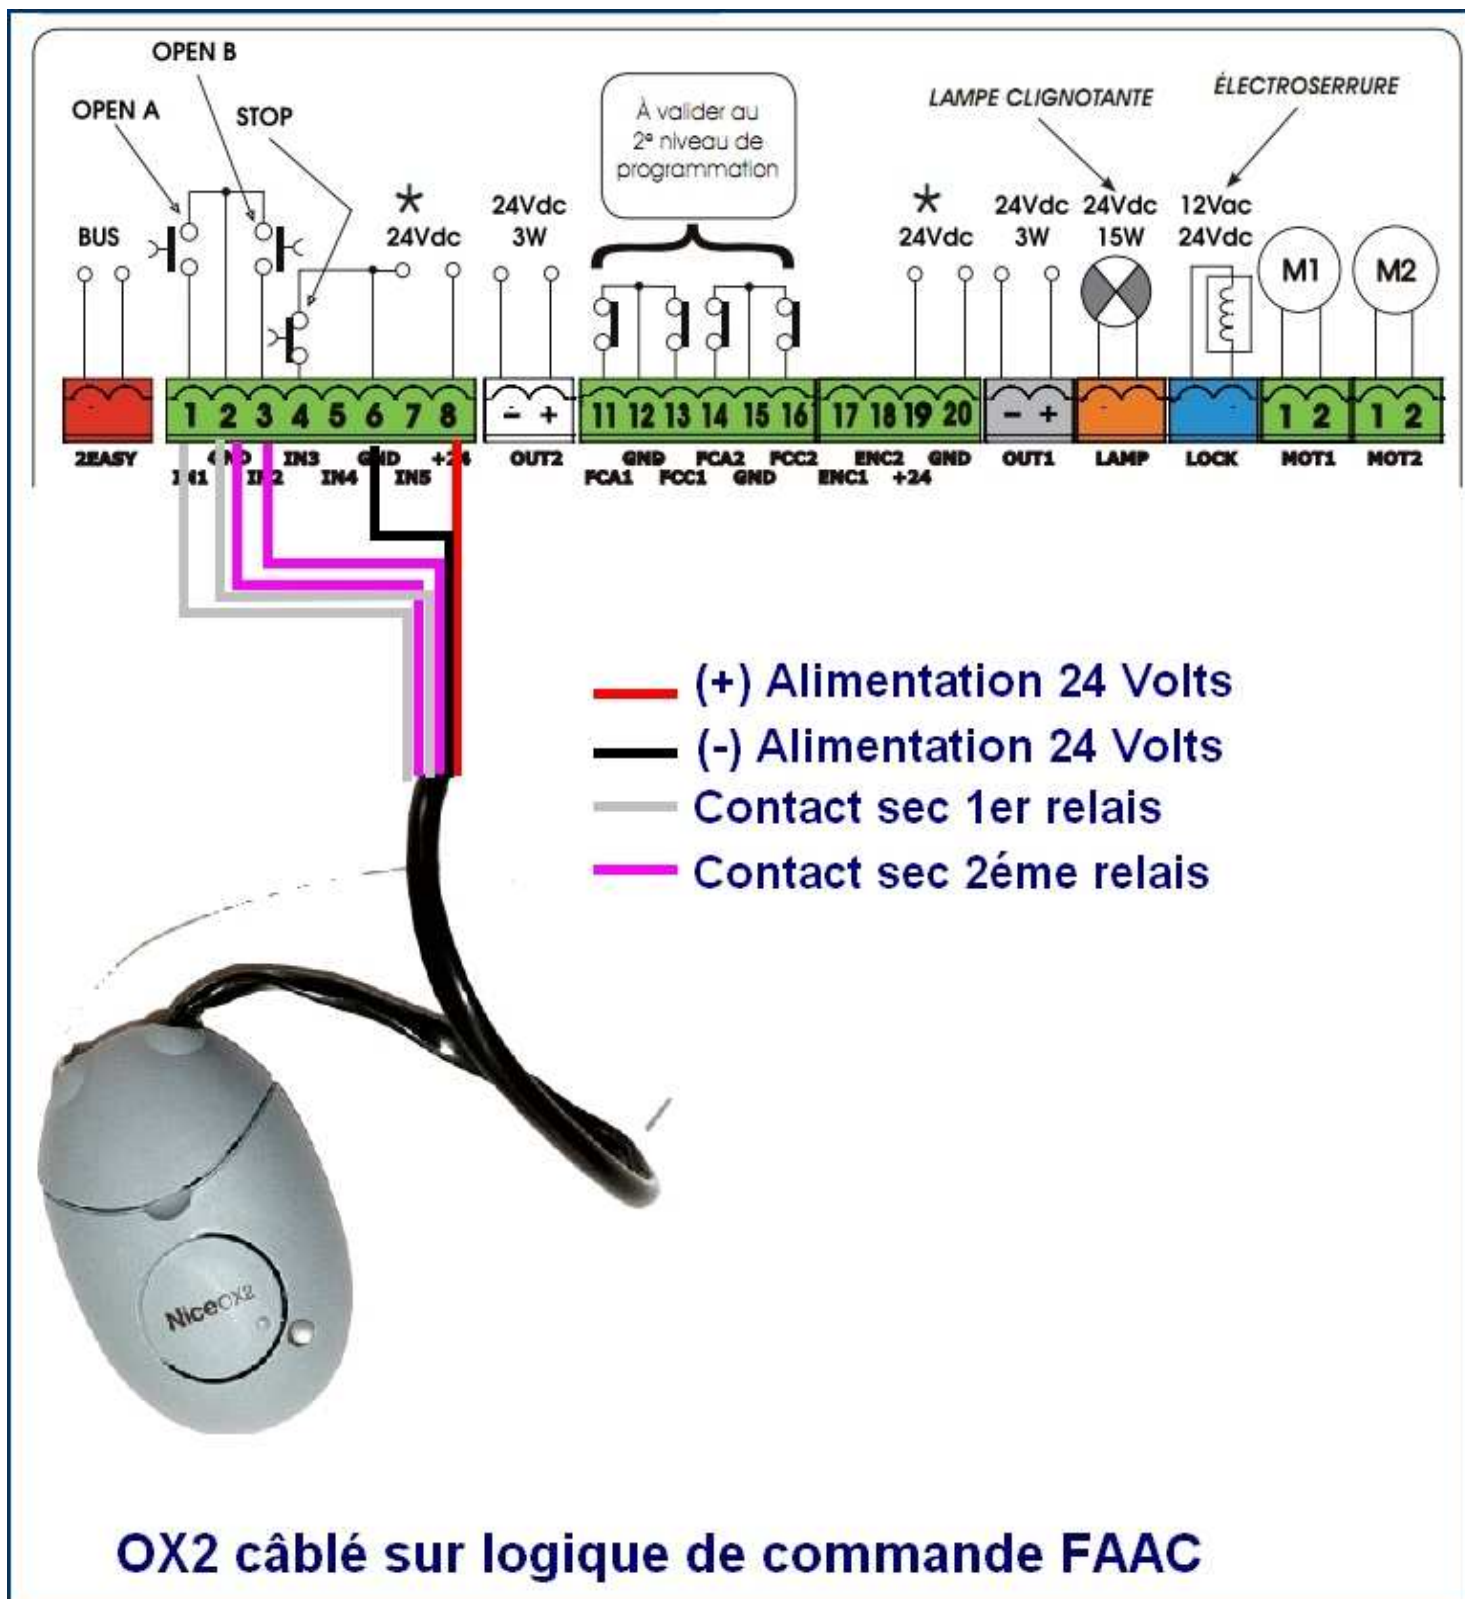 OPEN B
OPEN A
STOP
À valider au
2e niveau de
programmation
LAMPE CLIGNOTANTE
ÉLECTROSERRURE
BUS
*
24Vdc
24Vdc
3W
*
24Vdc
24Vdc
3W
24Vdc
15W
12Vac
24Vdc
M1
M2
1 2 3 4 5 6 7 8
- +
11 12 13 14 15 16
17 18 19 20
- +
1 2
1 2
2EASY
IN1
GND
IN2
IN3
IN4
GND
IN5
+24
OUT2
FCA1
GND
FCC1
FCA2
GND
FCC2
ENC1
ENC2
+24
GND
OUT1
LAMP
LOCK
MOT1
MOT2
(+) Alimentation 24 Volts
(-) Alimentation 24 Volts
Contact sec 1er relais
Contact sec 2éme relais
NiceOX2
OX2 câblé sur logique de commande FAAC